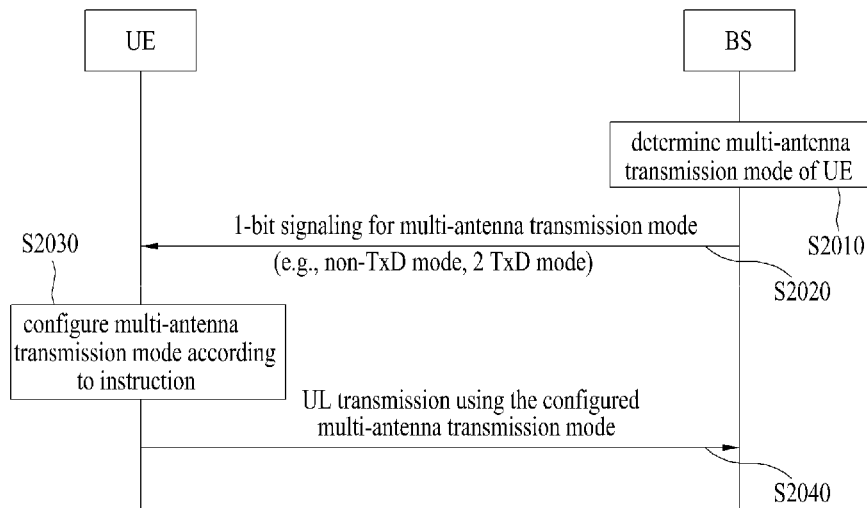 UE
BS
determine multi-antenna
transmission mode of UE
S2010
1-bit signaling for multi-antenna transmission mode
(e.g., non-TxD mode, 2 TxD mode)
S2020
S2030
configure multi-antenna
transmission mode according
to instruction
UL transmission using the configured
multi-antenna transmission mode
S2040